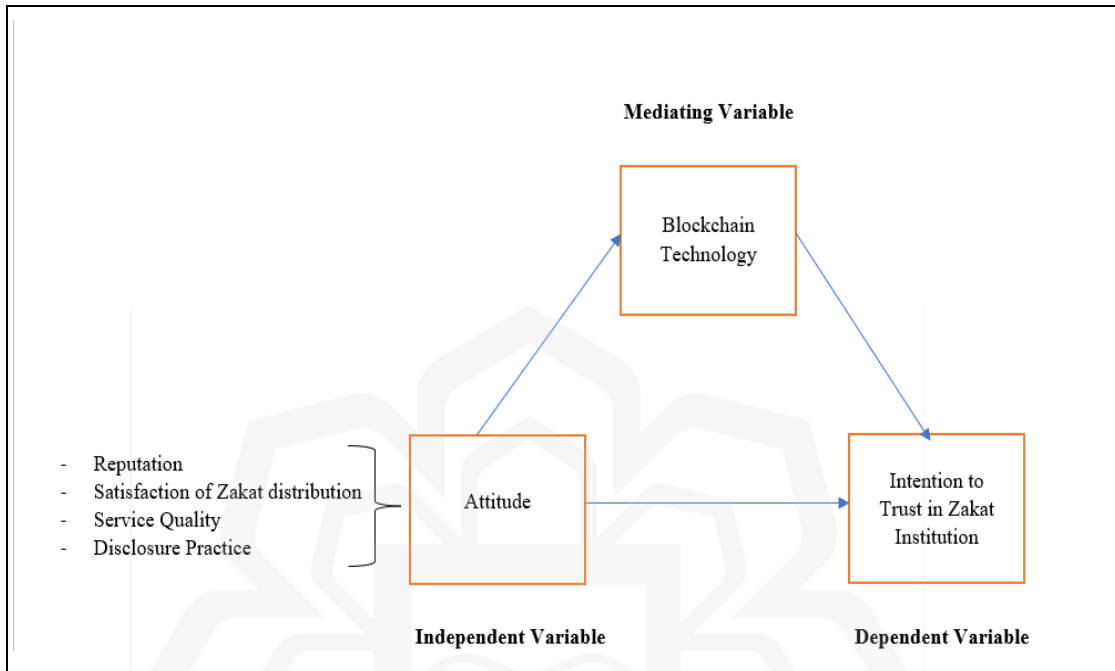 Mediating Variable
Blockchain
Technology
- Reputation
- Satisfaction of Zakat distribution
- Service Quality
- Disclosure Practice
Attitude
Intention to
Trust in Zakat
Institution
Independent Variable
Dependent Variable